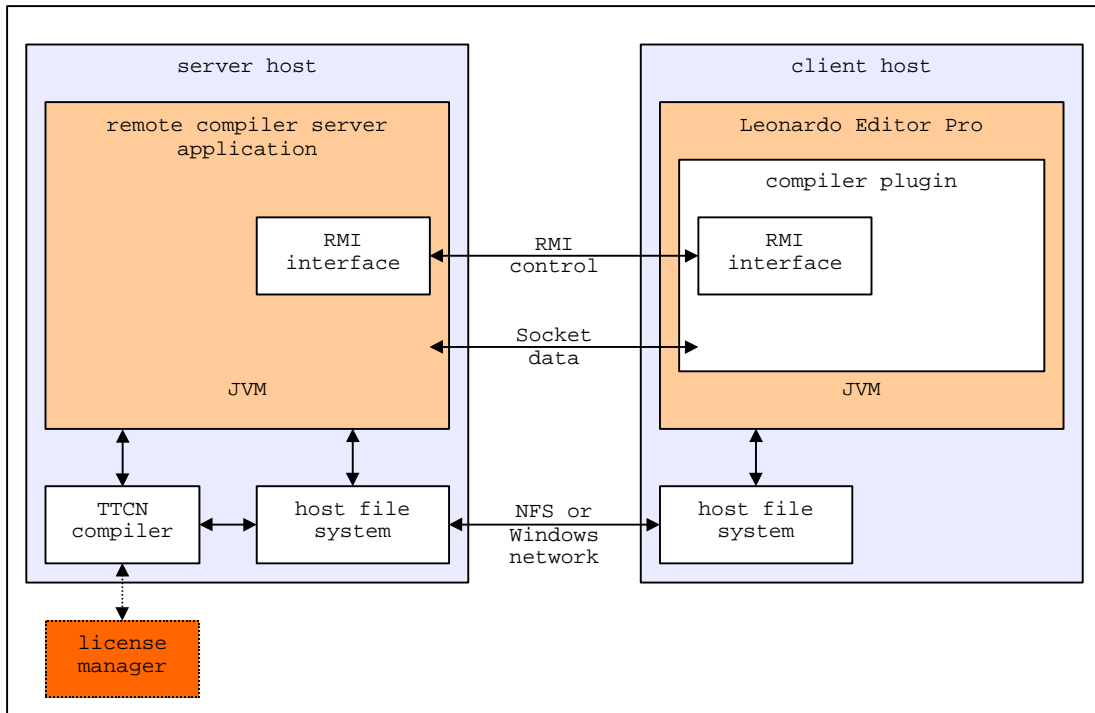 server host
client host
remote compiler server
application
Leonardo Editor Pro
compiler plugin
RMI
interface
RMI
control
RMI
interface
Socket
data
JVM
JVM
TTCN
compiler
host file
system
NFS or
Windows
network
host file
system
license
manager